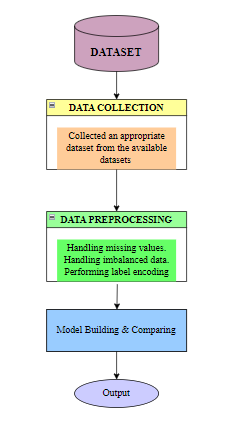 DATASET
DATA COLLECTION
Collected an appropriate
dataset from the available
datasets
DATA PREPROCESSING
Handling missing values.
Handling imbalanced data.
Performing label encoding
Model Building & Comparing
Output